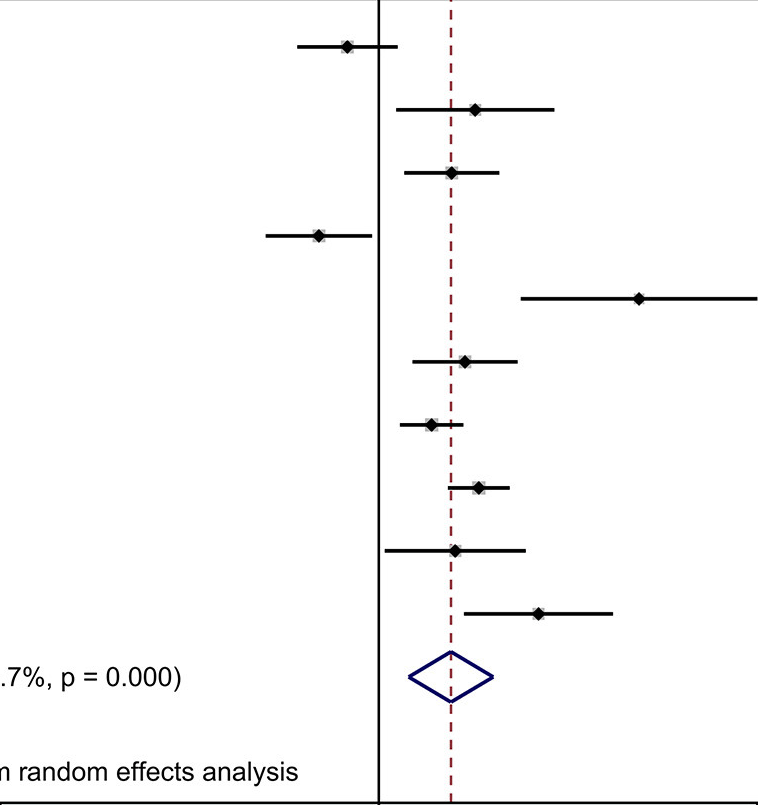 .7%, p = 0.000)
random effects analysis